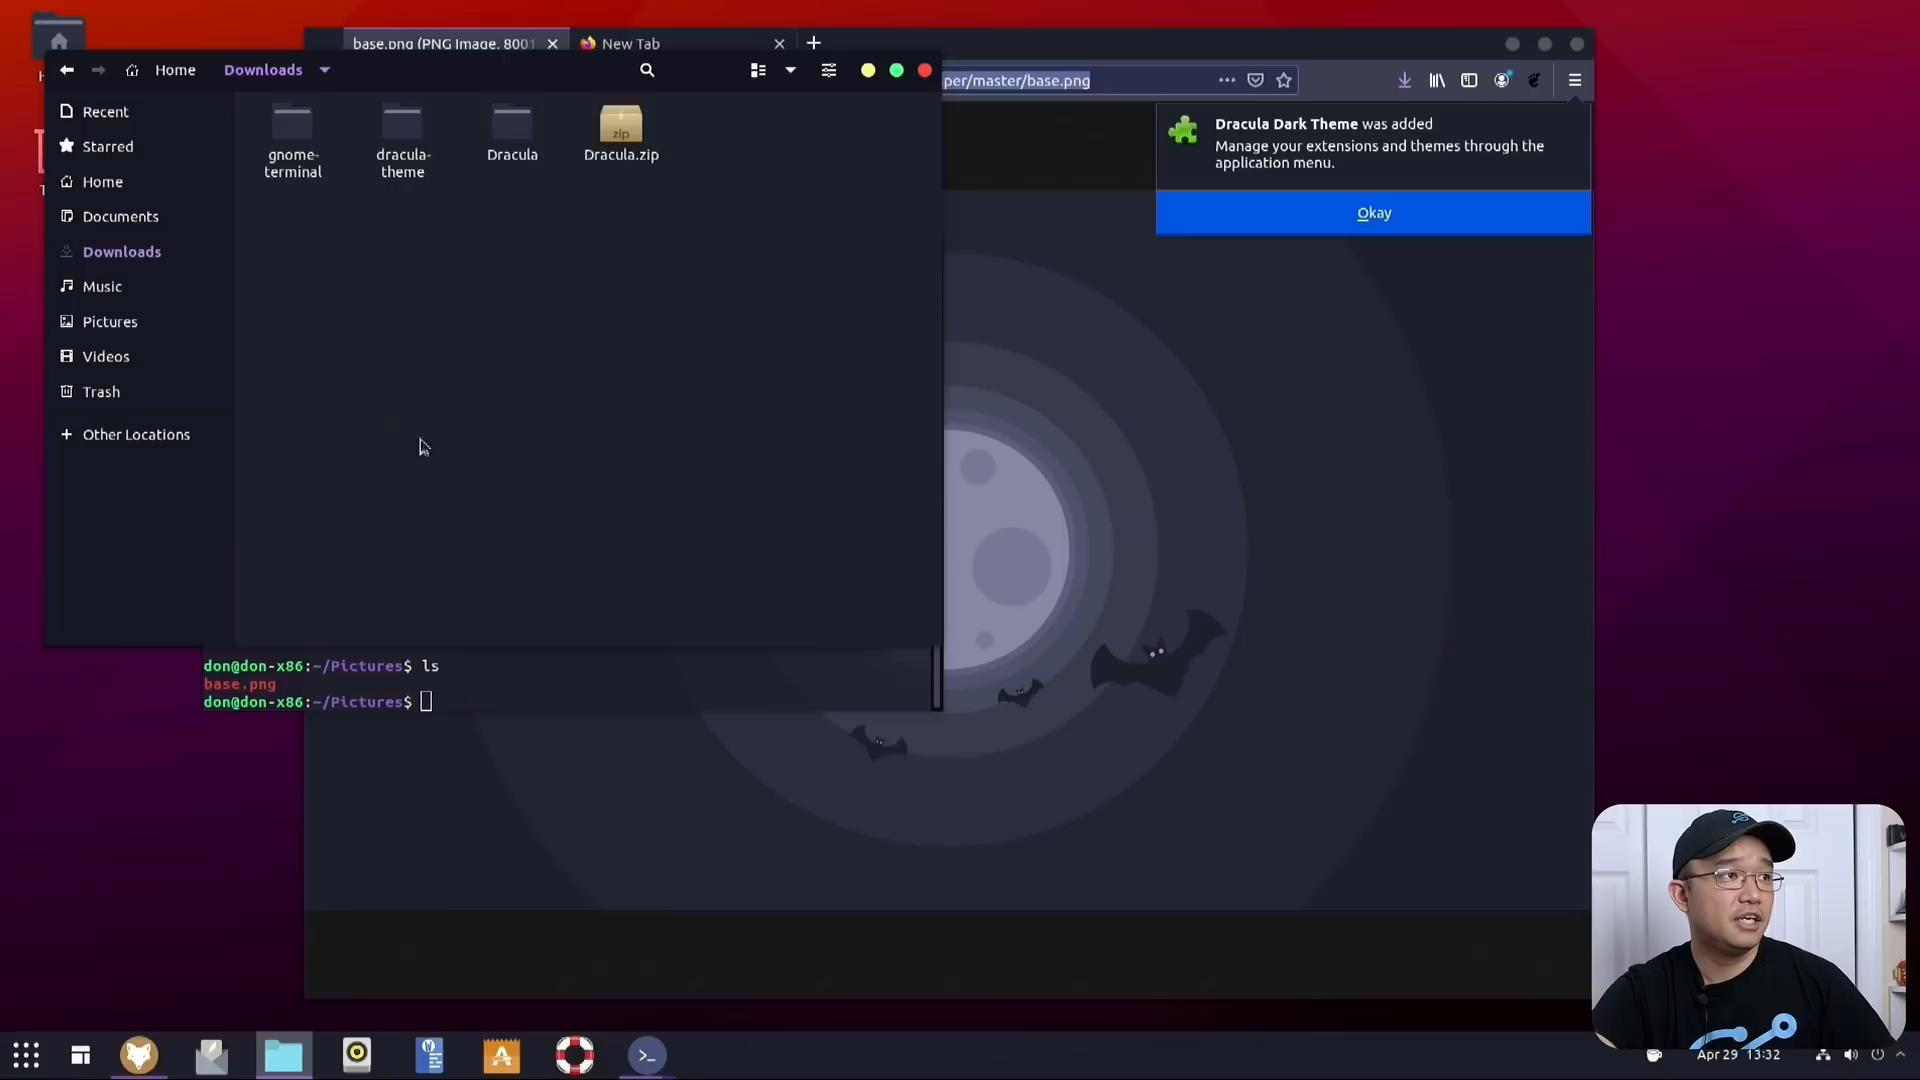 base.png (PNG Image, 8001
New Tab
Home
Downloads
per/master/base.png
Recent
Starred
Home
Documents
Downloads
Music
Pictures
Videos
Trash
Other Locations
gnome-
terminal
dracula-
theme
Dracula
zip
Dracula.zip
Dracula Dark Theme was added
Manage your extensions and themes through the
application menu.
Okay
don@don-x86:~/Pictures$ ls
base.png
don@don-x86:~/Pictures$
Apr 29 13:32